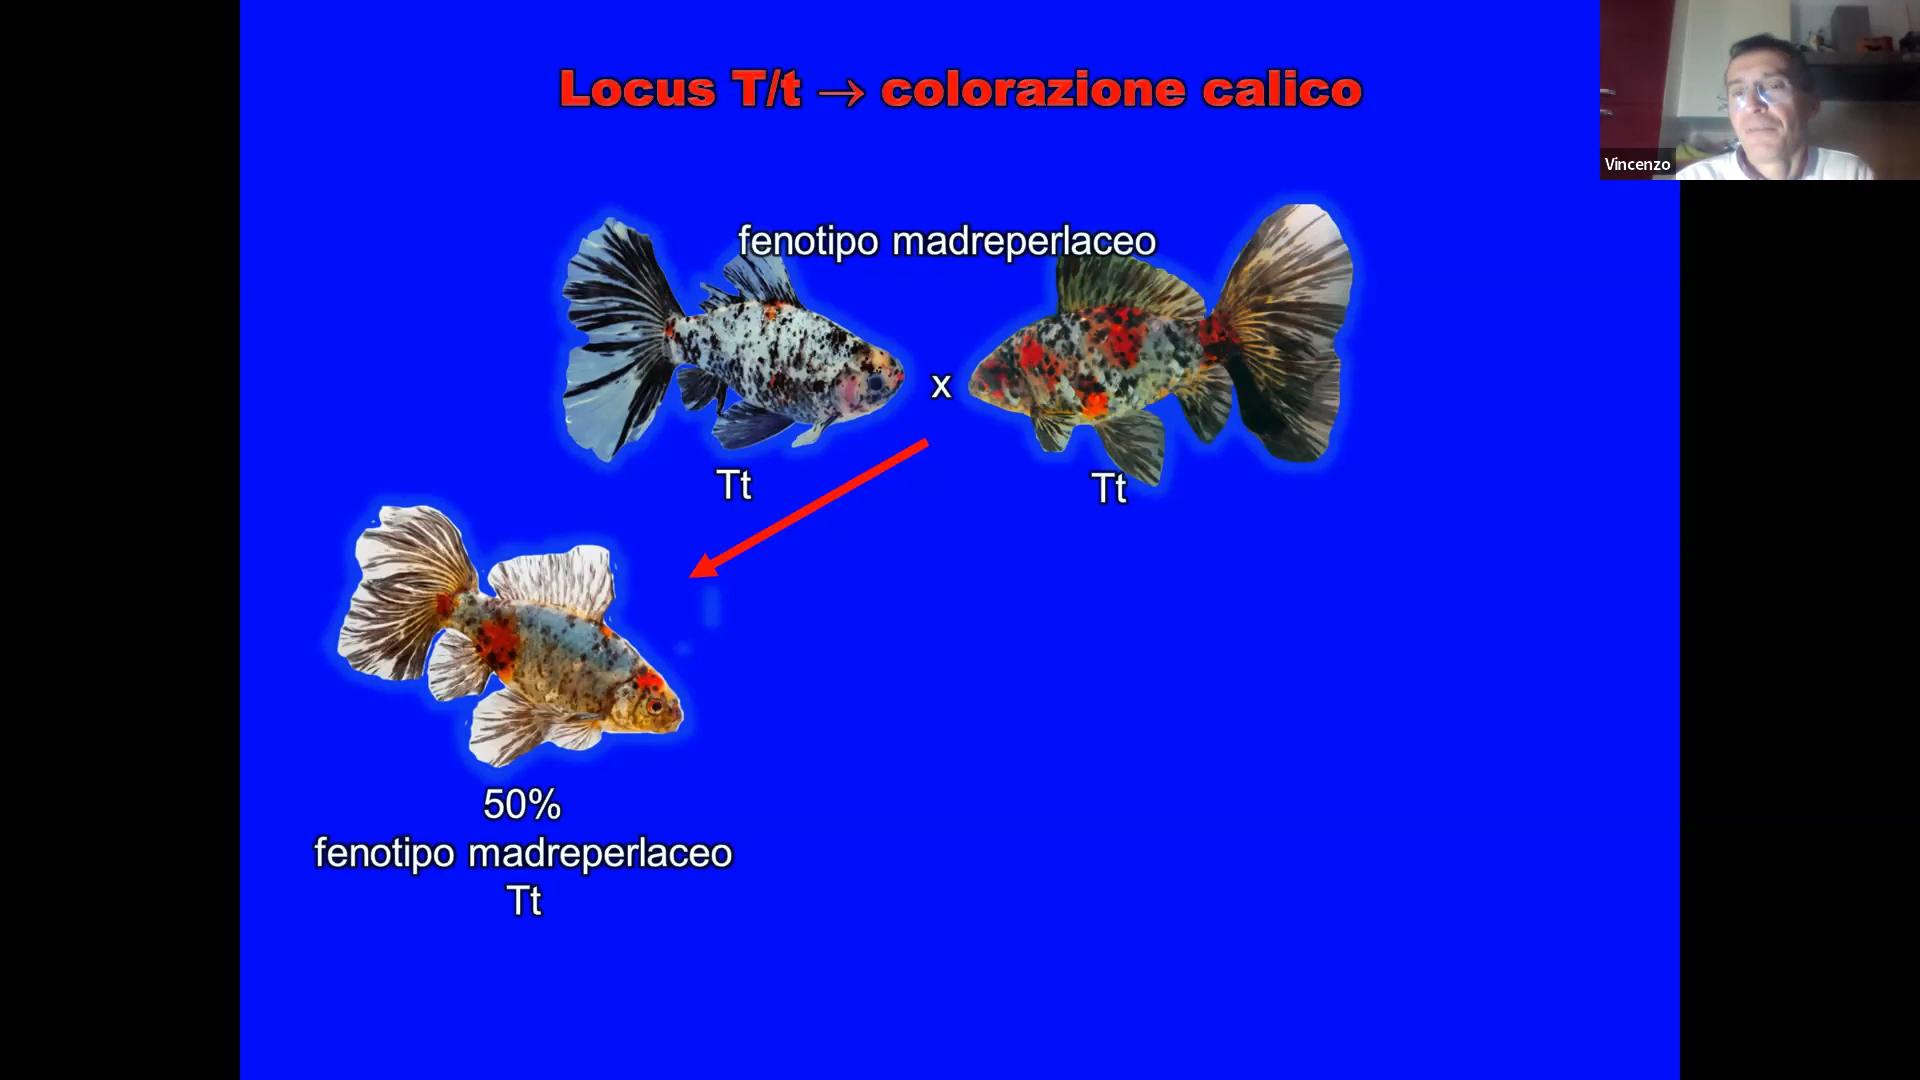 Locus T/t → colorazione calico
Vincenzo
fenotipo madreperlaceo
x
Tt
Tt
50%
fenotipo madreperlaceo
Tt